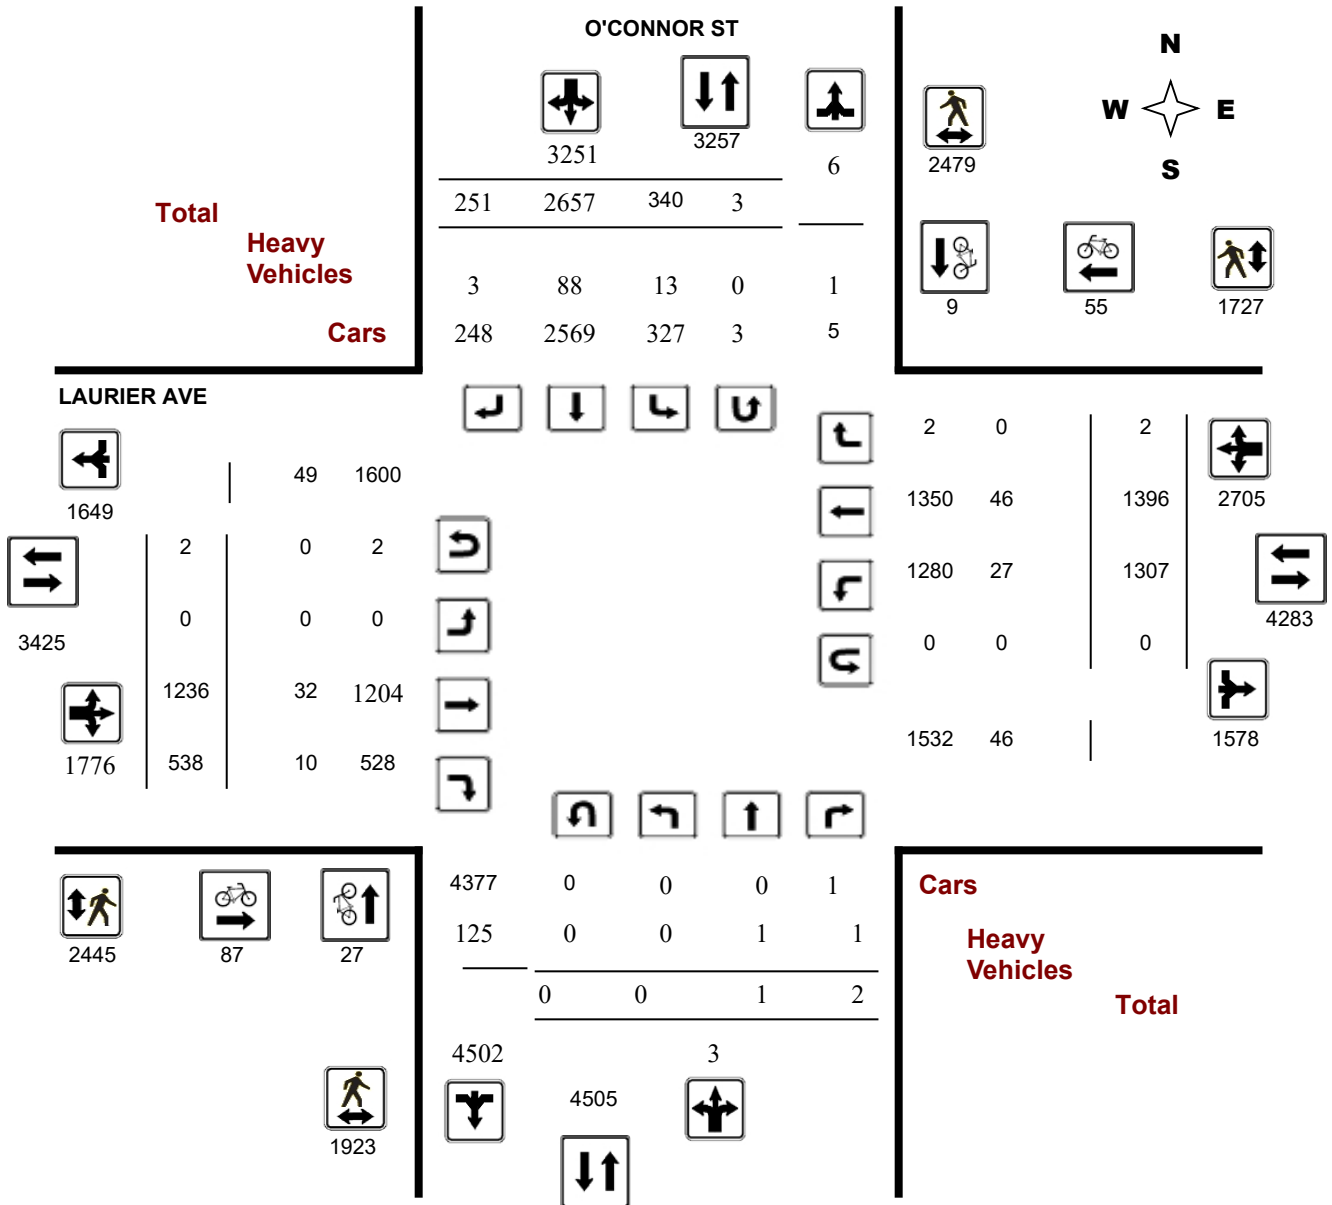 O'CONNOR ST
N
W E
S
3251
3257
6
2479
Total
251 2657 340 3
Heavy
Vehicles
3 88 13 0 1
9 55 1727
Cars
248 2569 327 3 5
LAURIER AVE
2 0 2
49 1600
1649
1350 46 1396 2705
2 0 2
1280 27 1307
0 0 0
4283
3425
0 0 0
1236 32 1204
1532 46 1578
1776 538 10 528
4377 0 0 0 1
Cars
125 0 0 1 1
Heavy
Vehicles
2445 87 27
0 0 1 2
Total
4502 3
4505
1923